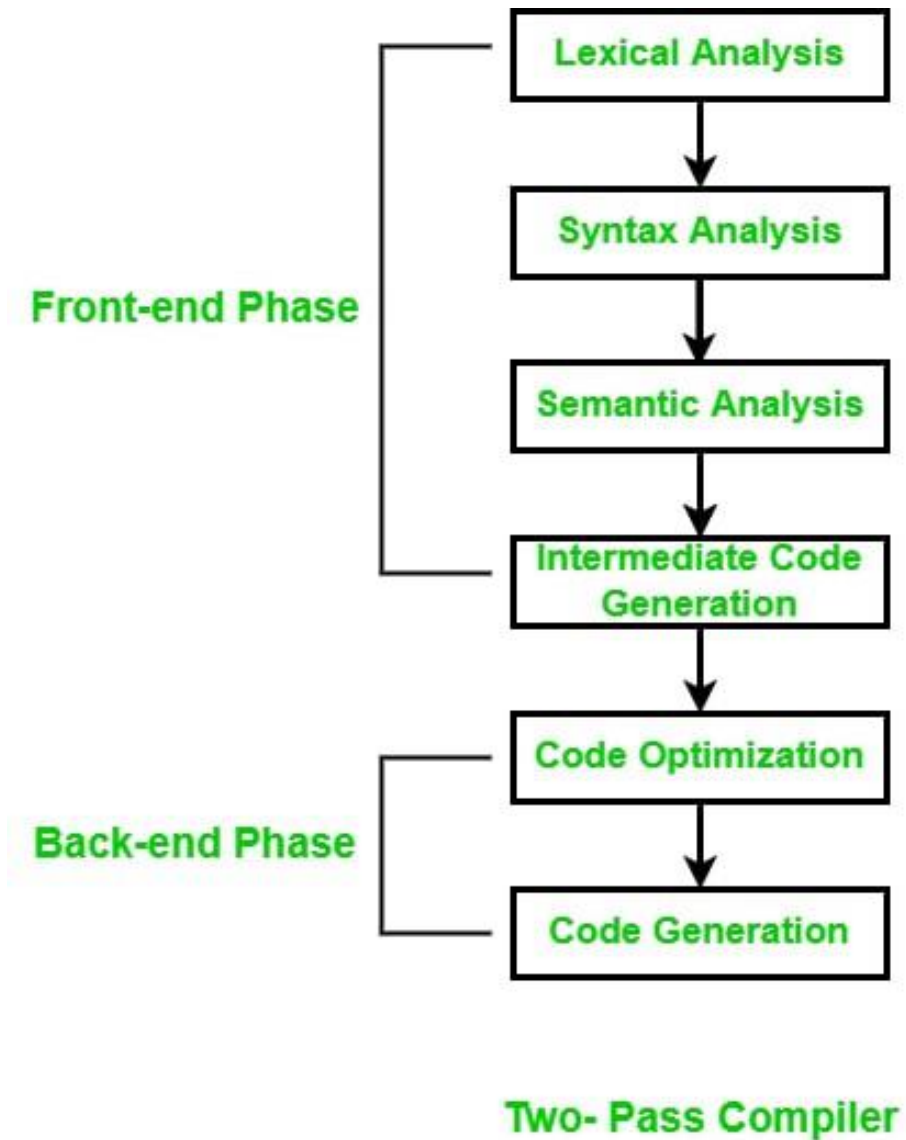 Lexical Analysis
Syntax Analysis
Front-end Phase
Semantic Analysis
Intermediate Code
Generation
Code Optimization
Back-end Phase
Code Generation
Two- Pass Compiler